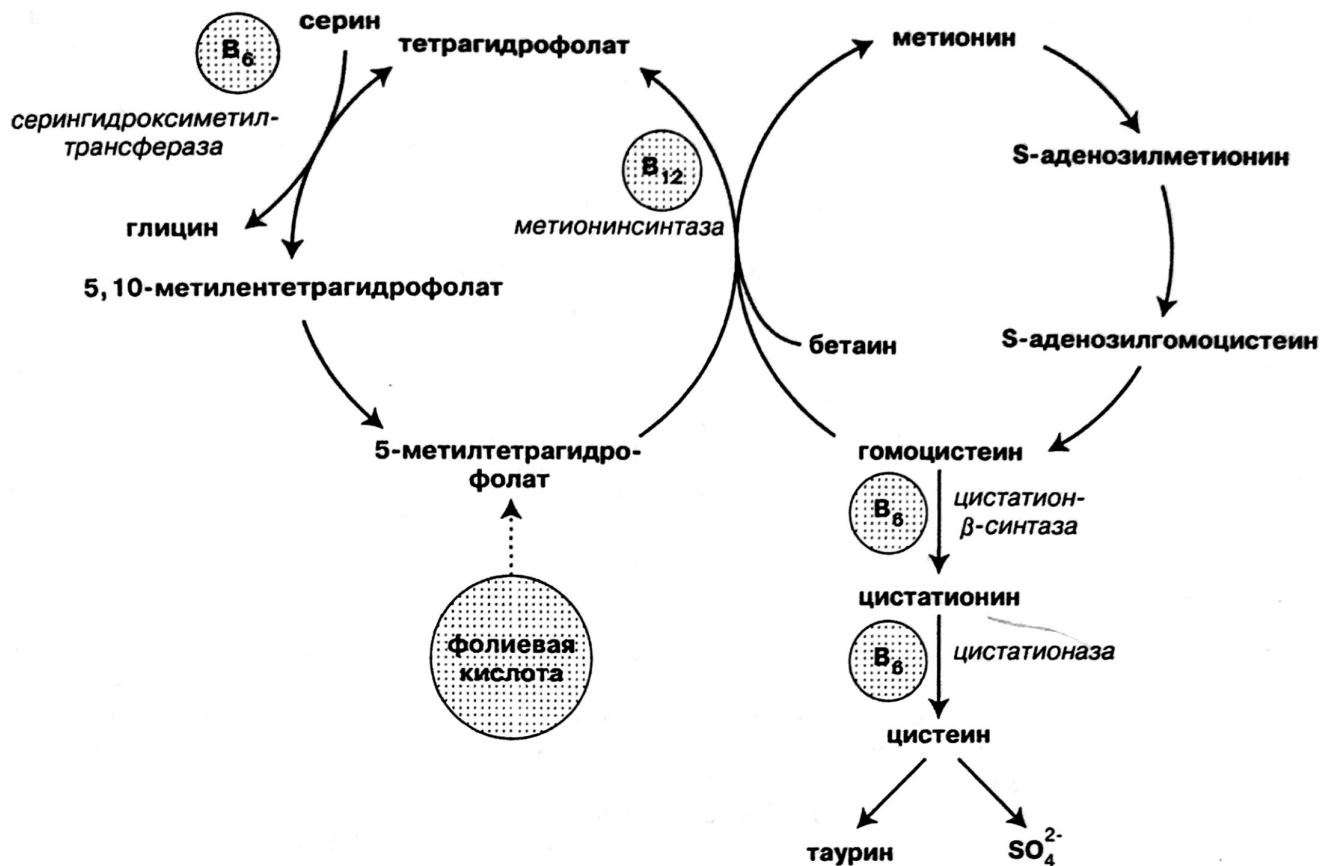 серин
B₆
тетрагидрофолат
метионин
серингидроксиметил-
трансфераза
B₁₂
S-аденозилметионин
глицин
метионинсинтаза
5,10-метилентетрагидрофолат
бетаин
S-аденозилгомоцистеин
5-метилтетрагидро-
фолат
гомоцистеин
B₆
цистатион-
β-синтаза
цистатионин
фолиевая
кислота
B₆
цистатионаза
цистеин
таурин
SO₄²⁻